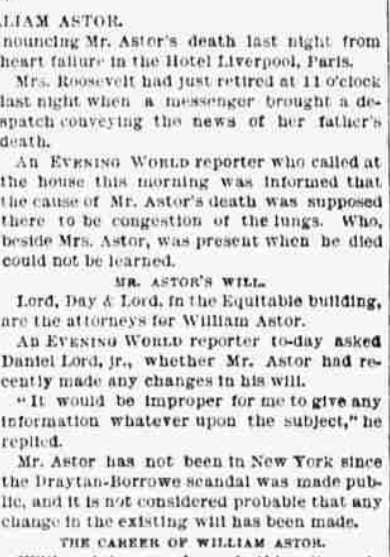 LLIAM ASTOR.
nouncing Mr. Astor's death last night from
heart failure in the Hotel Liverpool, Paris.
Mrs. Roosevelt had just retired at 11 o'clock
last night when a messenger brought a de-
spatch conveying the news of her father's
death.
An EVENING WORLD reporter who called at
the house this morning was informed that
the cause of Mr. Astor's death was supposed
there to be congestion of the lungs. Who,
beside Mrs. Astor, was present when he died
could not be learned.
MR. ASTOR'S WILL.
Lord, Day & Lord, in the Equitable building,
are the attorneys for William Astor.
An EVENING WORLD reporter to-day asked
Daniel Lord, jr., whether Mr. Astor had re-
cently made any changes in his will.
"It would be improper for me to give any
information whatever upon the subject," he
replied.
Mr. Astor has not been in New York since
the Draytan-Borrowe scandal was made pub-
lic, and it is not considered probable that any
change in the existing will has been made.
THE CAREER OF WILLIAM ASTOR.